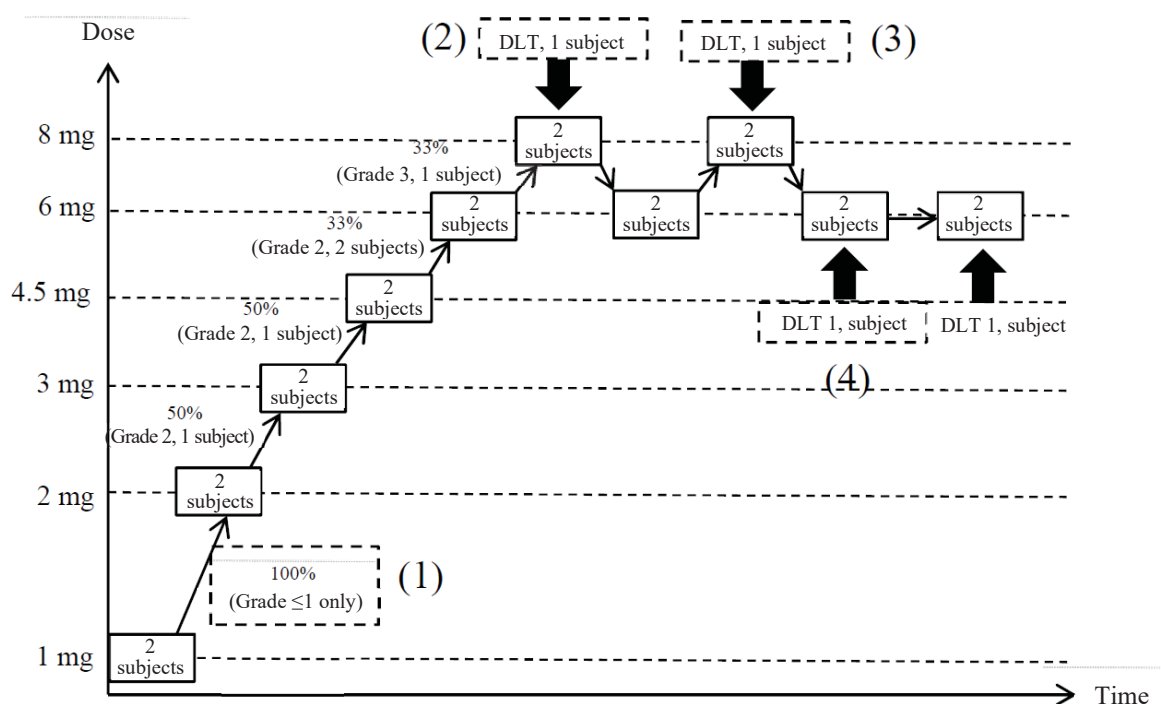 Dose
(2)
DLT, 1 subject
DLT, 1 subject
(3)
8 mg
2
subjects
2
subjects
33%
(Grade 3, 1 subject)
6 mg
2
subjects
2
subjects
2
subjects
2
subjects
33%
(Grade 2, 2 subjects)
4.5 mg
2
subjects
50%
(Grade 2, 1 subject)
DLT 1, subject
DLT 1, subject
(4)
3 mg
2
subjects
50%
(Grade 2, 1 subject)
2 mg
2
subjects
100%
(Grade ≤1 only)
(1)
1 mg
2
subjects
Time